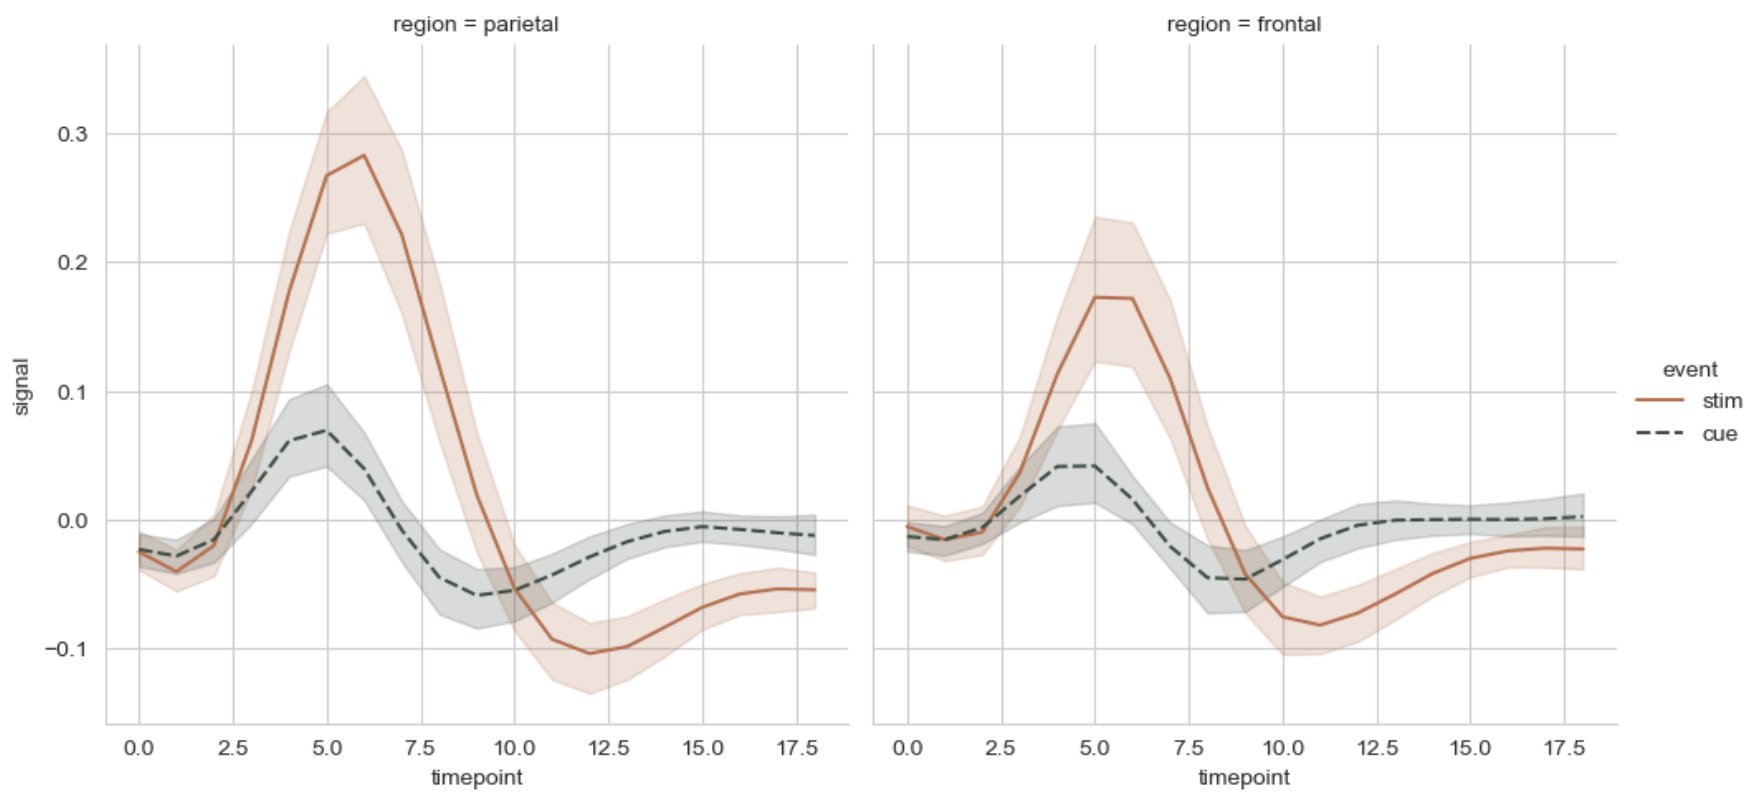 region = parietal
region = frontal
0.3
0.2
0.1
0.0
−0.1
signal
0.0 2.5 5.0 7.5 10.0 12.5 15.0 17.5
timepoint
0.0 2.5 5.0 7.5 10.0 12.5 15.0 17.5
timepoint
event
stim
cue